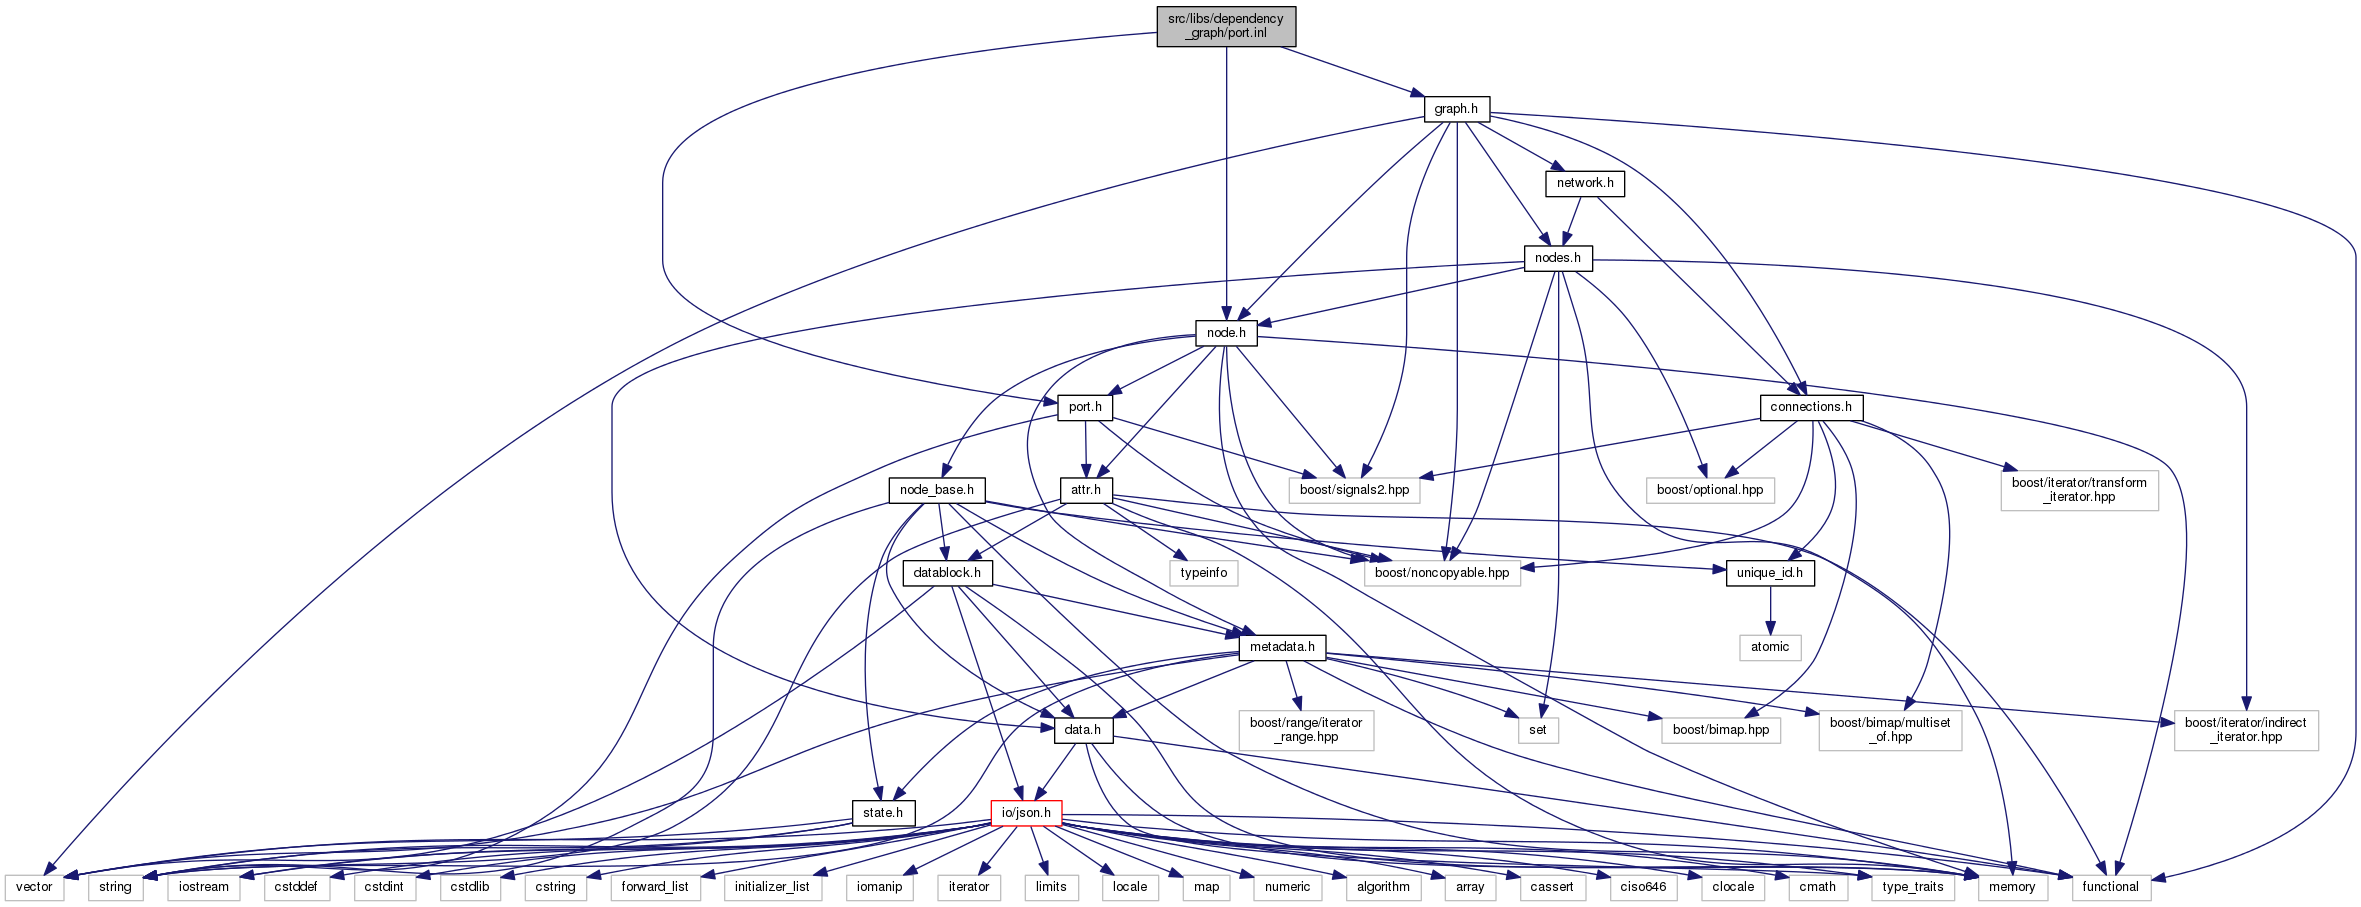 src/libs/dependency
_graph/port.inl
graph.h
network.h
nodes.h
node.h
port.h
connections.h
node_base.h
attr.h
boost/signals2.hpp
boost/optional.hpp
boost/iterator/transform
_iterator.hpp
datablock.h
typeinfo
boost/noncopyable.hpp
unique_id.h
metadata.h
atomic
data.h
boost/range/iterator
_range.hpp
set
boost/bimap.hpp
boost/bimap/multiset
_of.hpp
boost/iterator/indirect
_iterator.hpp
state.h
io/json.h
vector
string
iostream
cstddef
cstdint
cstdlib
cstring
forward_list
initializer_list
iomanip
iterator
limits
locale
map
numeric
algorithm
array
cassert
ciso646
clocale
cmath
type_traits
memory
functional